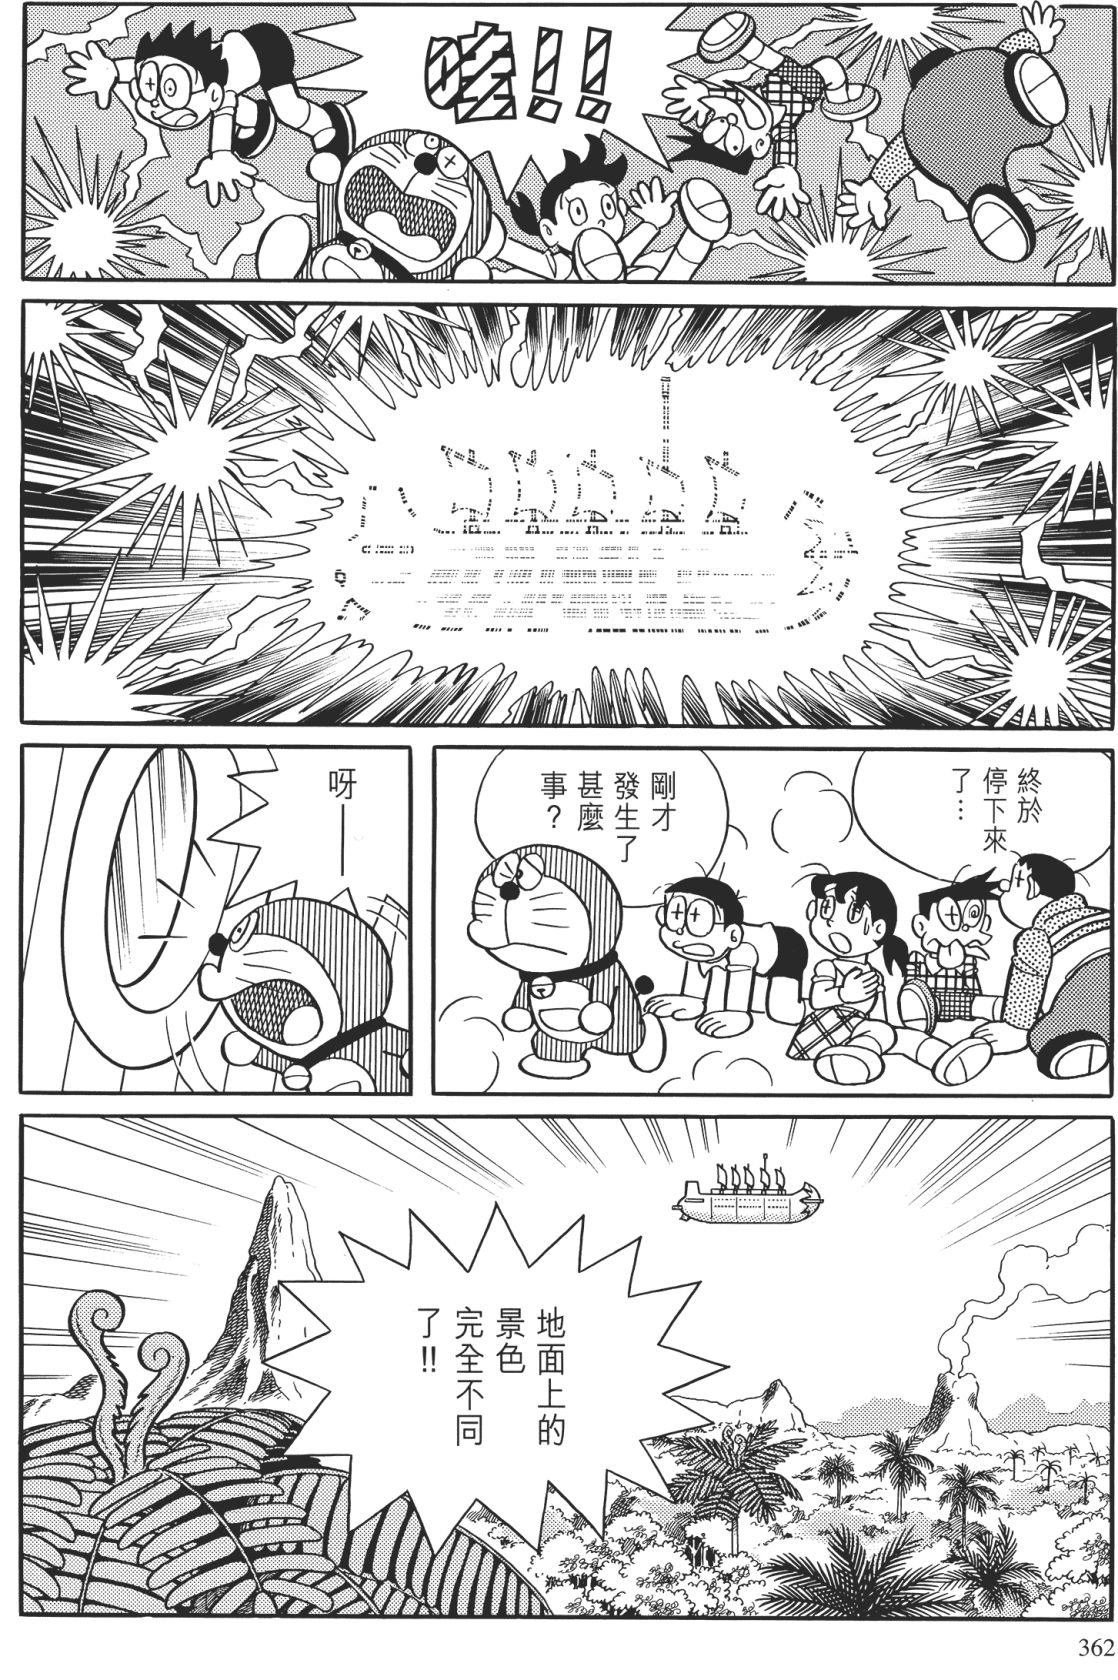 哇!!
終於
停下來
了…
剛才
發生了
甚麼
事?
呀——
地面上的
景色
完全不同
了!!
362